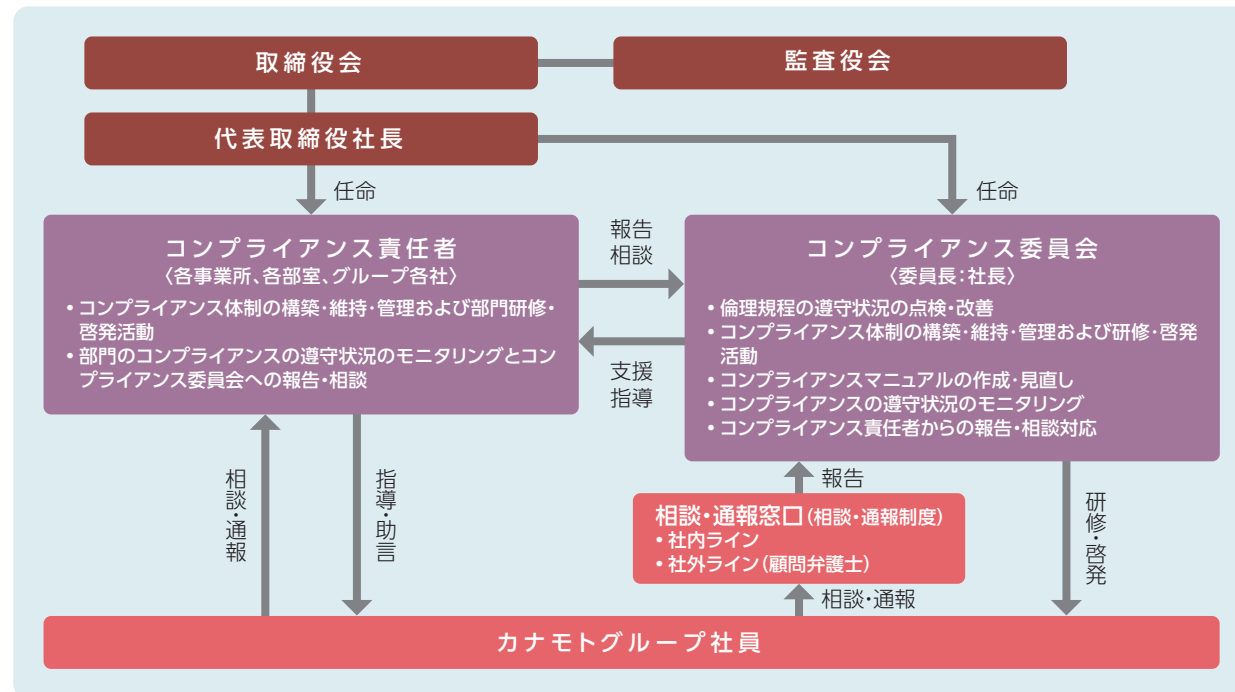 取締役会
監査役会
代表取締役社長
任命
任命
コンプライアンス責任者
〈各事業所、各部室、グループ各社〉
・コンプライアンス体制の構築・維持・管理および部門研修・
啓発活動
・部門のコンプライアンスの遵守状況のモニタリングとコン
プライアンス委員会への報告・相談
報告
相談
支援
指導
コンプライアンス委員会
〈委員長：社長〉
・倫理規程の遵守状況の点検・改善
・コンプライアンス体制の構築・維持・管理および研修・啓発
活動
・コンプライアンスマニュアルの作成・見直し
・コンプライアンスの遵守状況のモニタリング
・コンプライアンス責任者からの報告・相談対応
相談・通報
指導・助言
報告
相談・通報窓口（相談・通報制度）
・社内ライン
・社外ライン（顧問弁護士）
相談・通報
研修・啓発
カナモトグループ社員